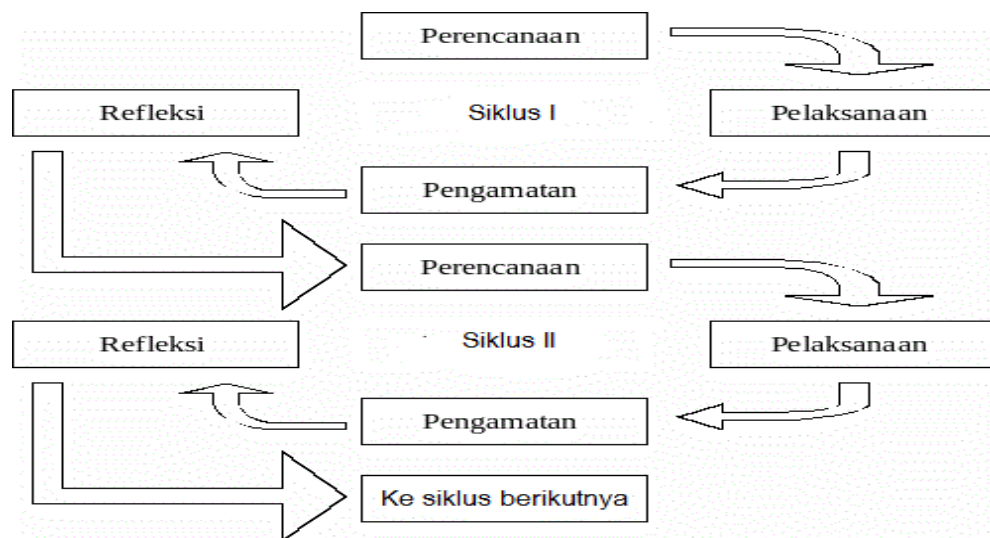 Perencanaan
Refleksi
Siklus I
Pelaksanaan
Pengamatan
Perencanaan
Refleksi
Siklus II
Pelaksanaan
Pengamatan
Ke siklus berikutnya